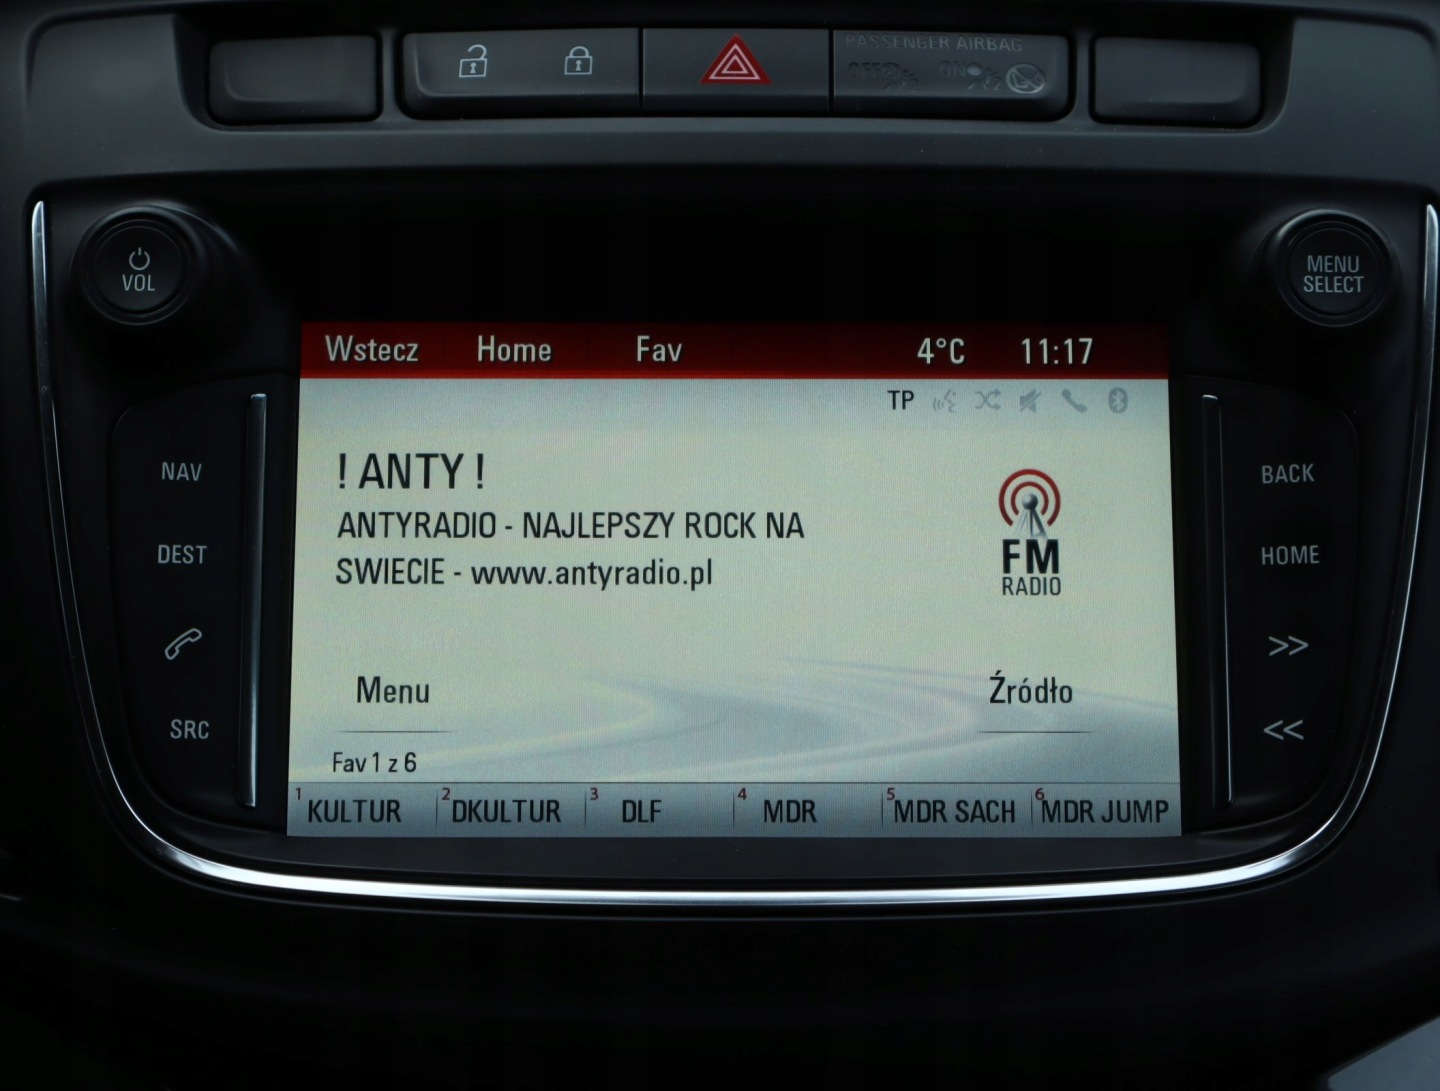 PASSENGER AIRBAG
OFF ON
VOL
MENU
SELECT
Wstecz Home Fav 4°C 11:17
TP
NAV
DEST
SRC
! ANTY !
ANTYRADIO - NAJLEPSZY ROCK NA
SWIECIE - www.antyradio.pl
FM
RADIO
Menu Źródło
Fav 1 z 6
1 KULTUR 2 DKULTUR 3 DLF 4 MDR 5 MDR SACH 6 MDR JUMP
BACK
HOME
>>
<<